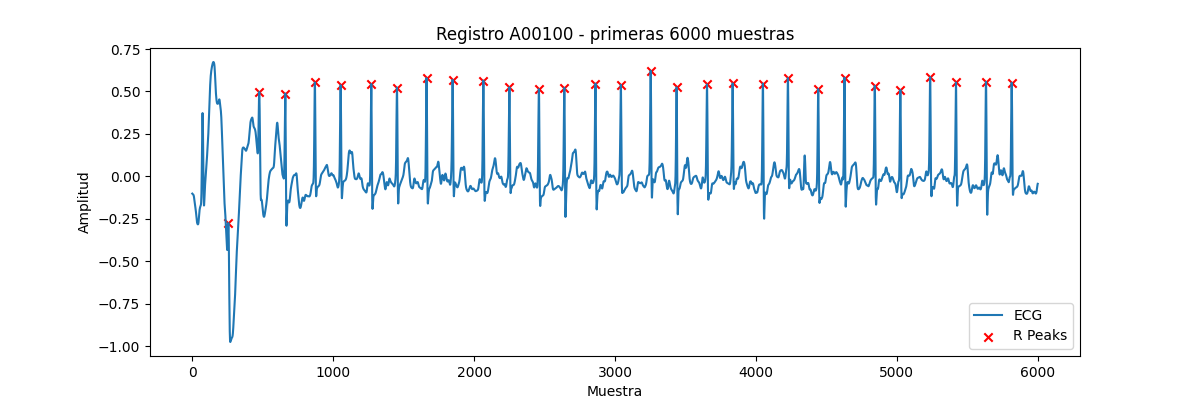 Registro A00100 - primeras 6000 muestras
Amplitud
0.75
0.50
0.25
0.00
−0.25
−0.50
−0.75
−1.00
ECG
R Peaks
0 1000 2000 3000 4000 5000 6000
Muestra